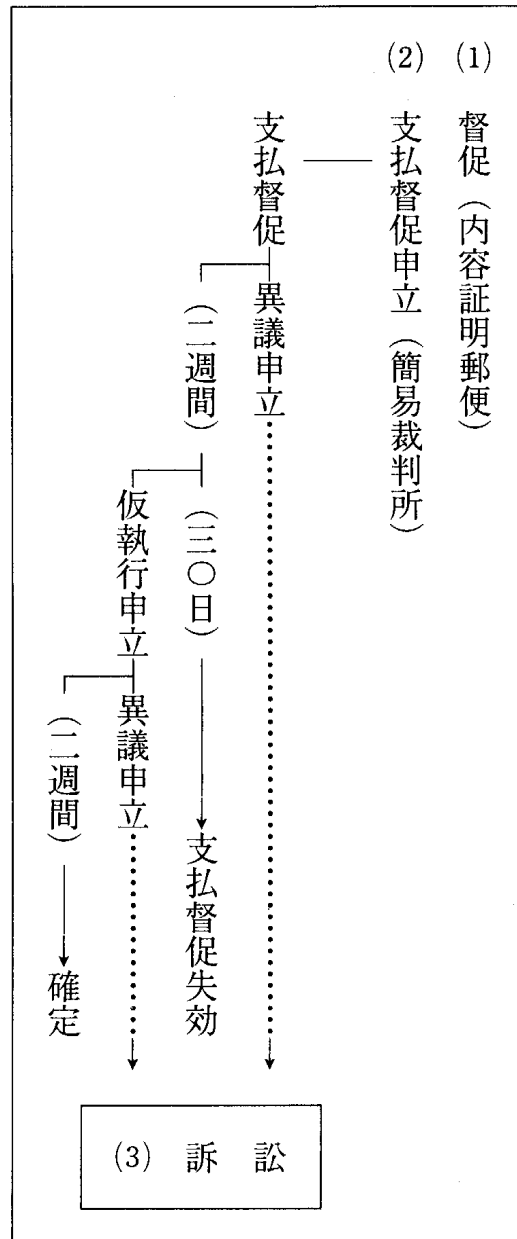 (1) 督促（内容証明郵便）
(2) 支払督促申立（簡易裁判所）
支払督促
異議申立
（二週間）
（三〇日）
支払督促失効
仮執行申立
異議申立
（二週間）
確定
(3) 訴訟